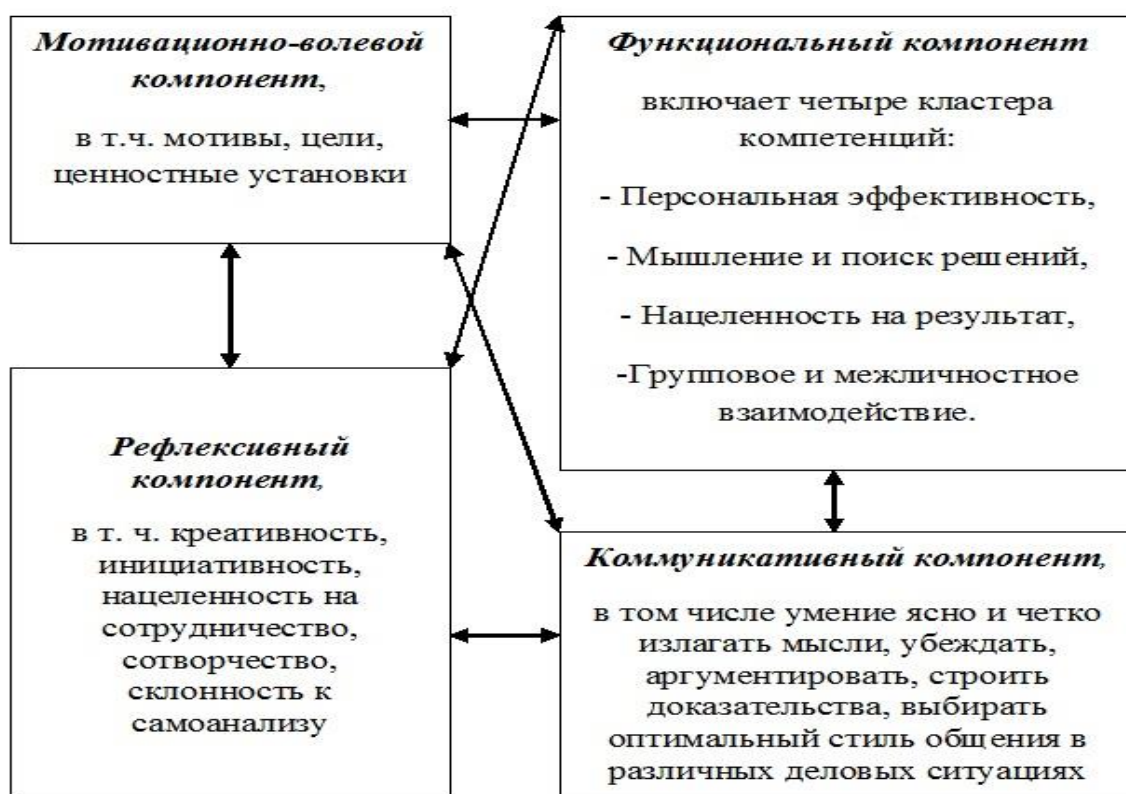 Мотивационно-волевой
компонент,
в т.ч. мотивы, цели,
ценностные установки
Функциональный компонент
включает четыре кластера
компетенций:
- Персональная эффективность,
- Мышление и поиск решений,
- Нацеленность на результат,
-Групповое и межличностное
взаимодействие.
Рефлексивный
компонент,
в т. ч. креативность,
инициативность,
нацеленность на
сотрудничество,
сотворчество,
склонность к
самоанализу
Коммуникативный компонент,
в том числе умение ясно и четко
излагать мысли, убеждать,
аргументировать, строить
доказательства, выбирать
оптимальный стиль общения в
различных деловых ситуациях